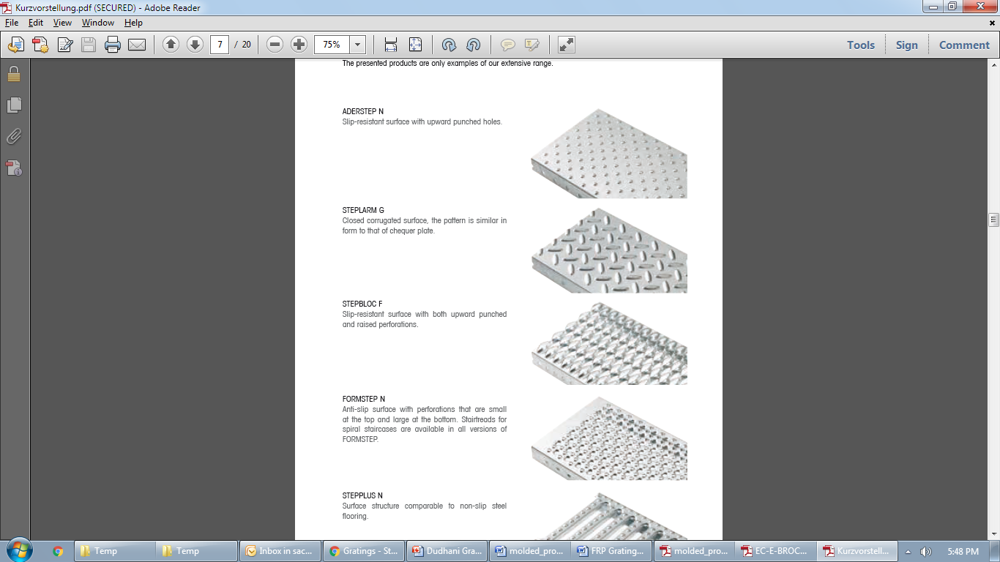 Kurzvorstellung.pdf (SECURED) - Adobe Reader
File Edit View Window Help
7 / 20 75% Tools Sign Comment
The presented products are only examples of our extensive range.
ADERSTEP N
Slip-resistant surface with upward punched holes.
STEPLARM G
Closed corrugated surface, the pattern is similar in
form to that of chequer plate.
STEPBLOC F
Slip-resistant surface with both upward punched
and raised perforations.
FORMSTEP N
Anti-slip surface with perforations that are small
at the top and large at the bottom. Stairtreads for
spiral staircases are available in all versions of
FORMSTEP.
STEPPLUS N
Surface structure comparable to non-slip steel
flooring.
Temp Temp Inbox in sac... Gratings - St... Dudhani Gra... molded_pro... FRP Grating... molded_pro... EC-E-BROC... Kurzvorstell... 5:48 PM